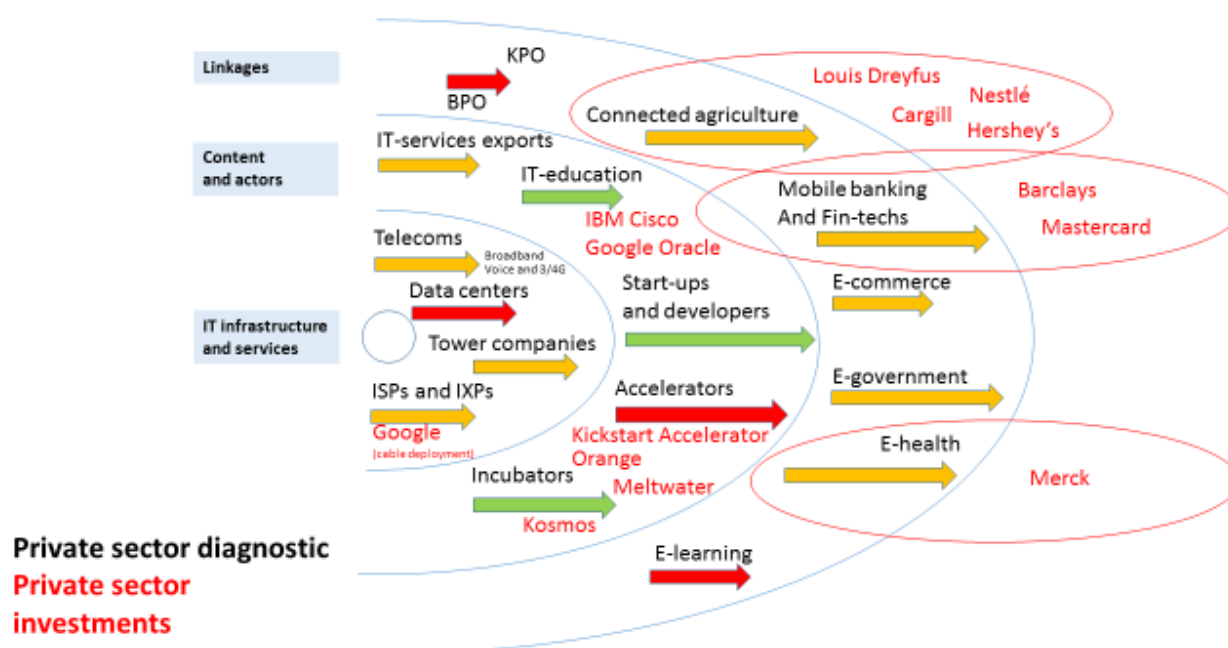 Linkages
KPO
BPO
Louis Dreyfus
Nestlé
Cargill
Hershey's
Connected agriculture
Content
and actors
IT-services exports
IT-education
IBM Cisco
Google Oracle
Mobile banking
And Fin-techs
Barclays
Mastercard
Telecoms
Broadband
Voice and 3/4G
Data centers
Start-ups
and developers
E-commerce
IT infrastructure
and services
Tower companies
ISPs and IXPs
Google
(cable deployment)
Accelerators
Kickstart Accelerator
Orange
E-government
Incubators
Meltwater
Kosmos
E-health
Merck
E-learning
Private sector diagnostic
Private sector
investments